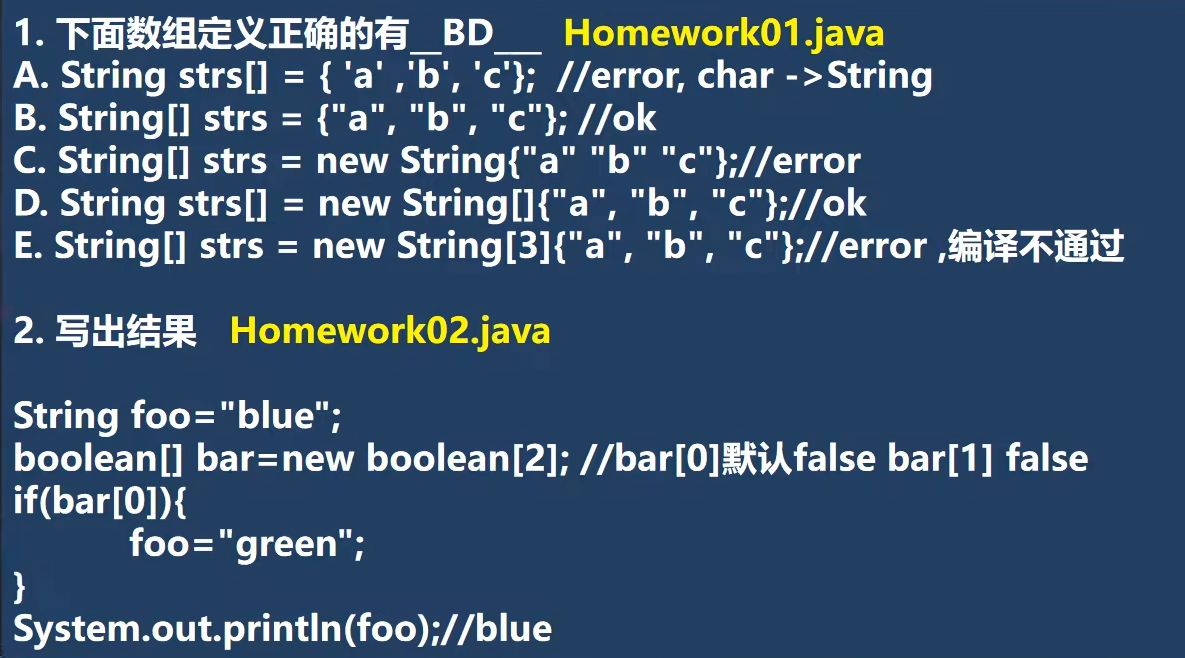 1. 下面数组定义正确的有__BD___ Homework01.java
A. String strs[] = { 'a' ,'b', 'c'}; //error, char ->String
B. String[] strs = {"a", "b", "c"}; //ok
C. String[] strs = new String{"a" "b" "c"};//error
D. String strs[] = new String[]{"a", "b", "c"};//ok
E. String[] strs = new String[3]{"a", "b", "c"};//error ,编译不通过
2. 写出结果 Homework02.java
String foo="blue";
boolean[] bar=new boolean[2]; //bar[0]默认false bar[1] false
if(bar[0]){
foo="green";
}
System.out.println(foo);//blue